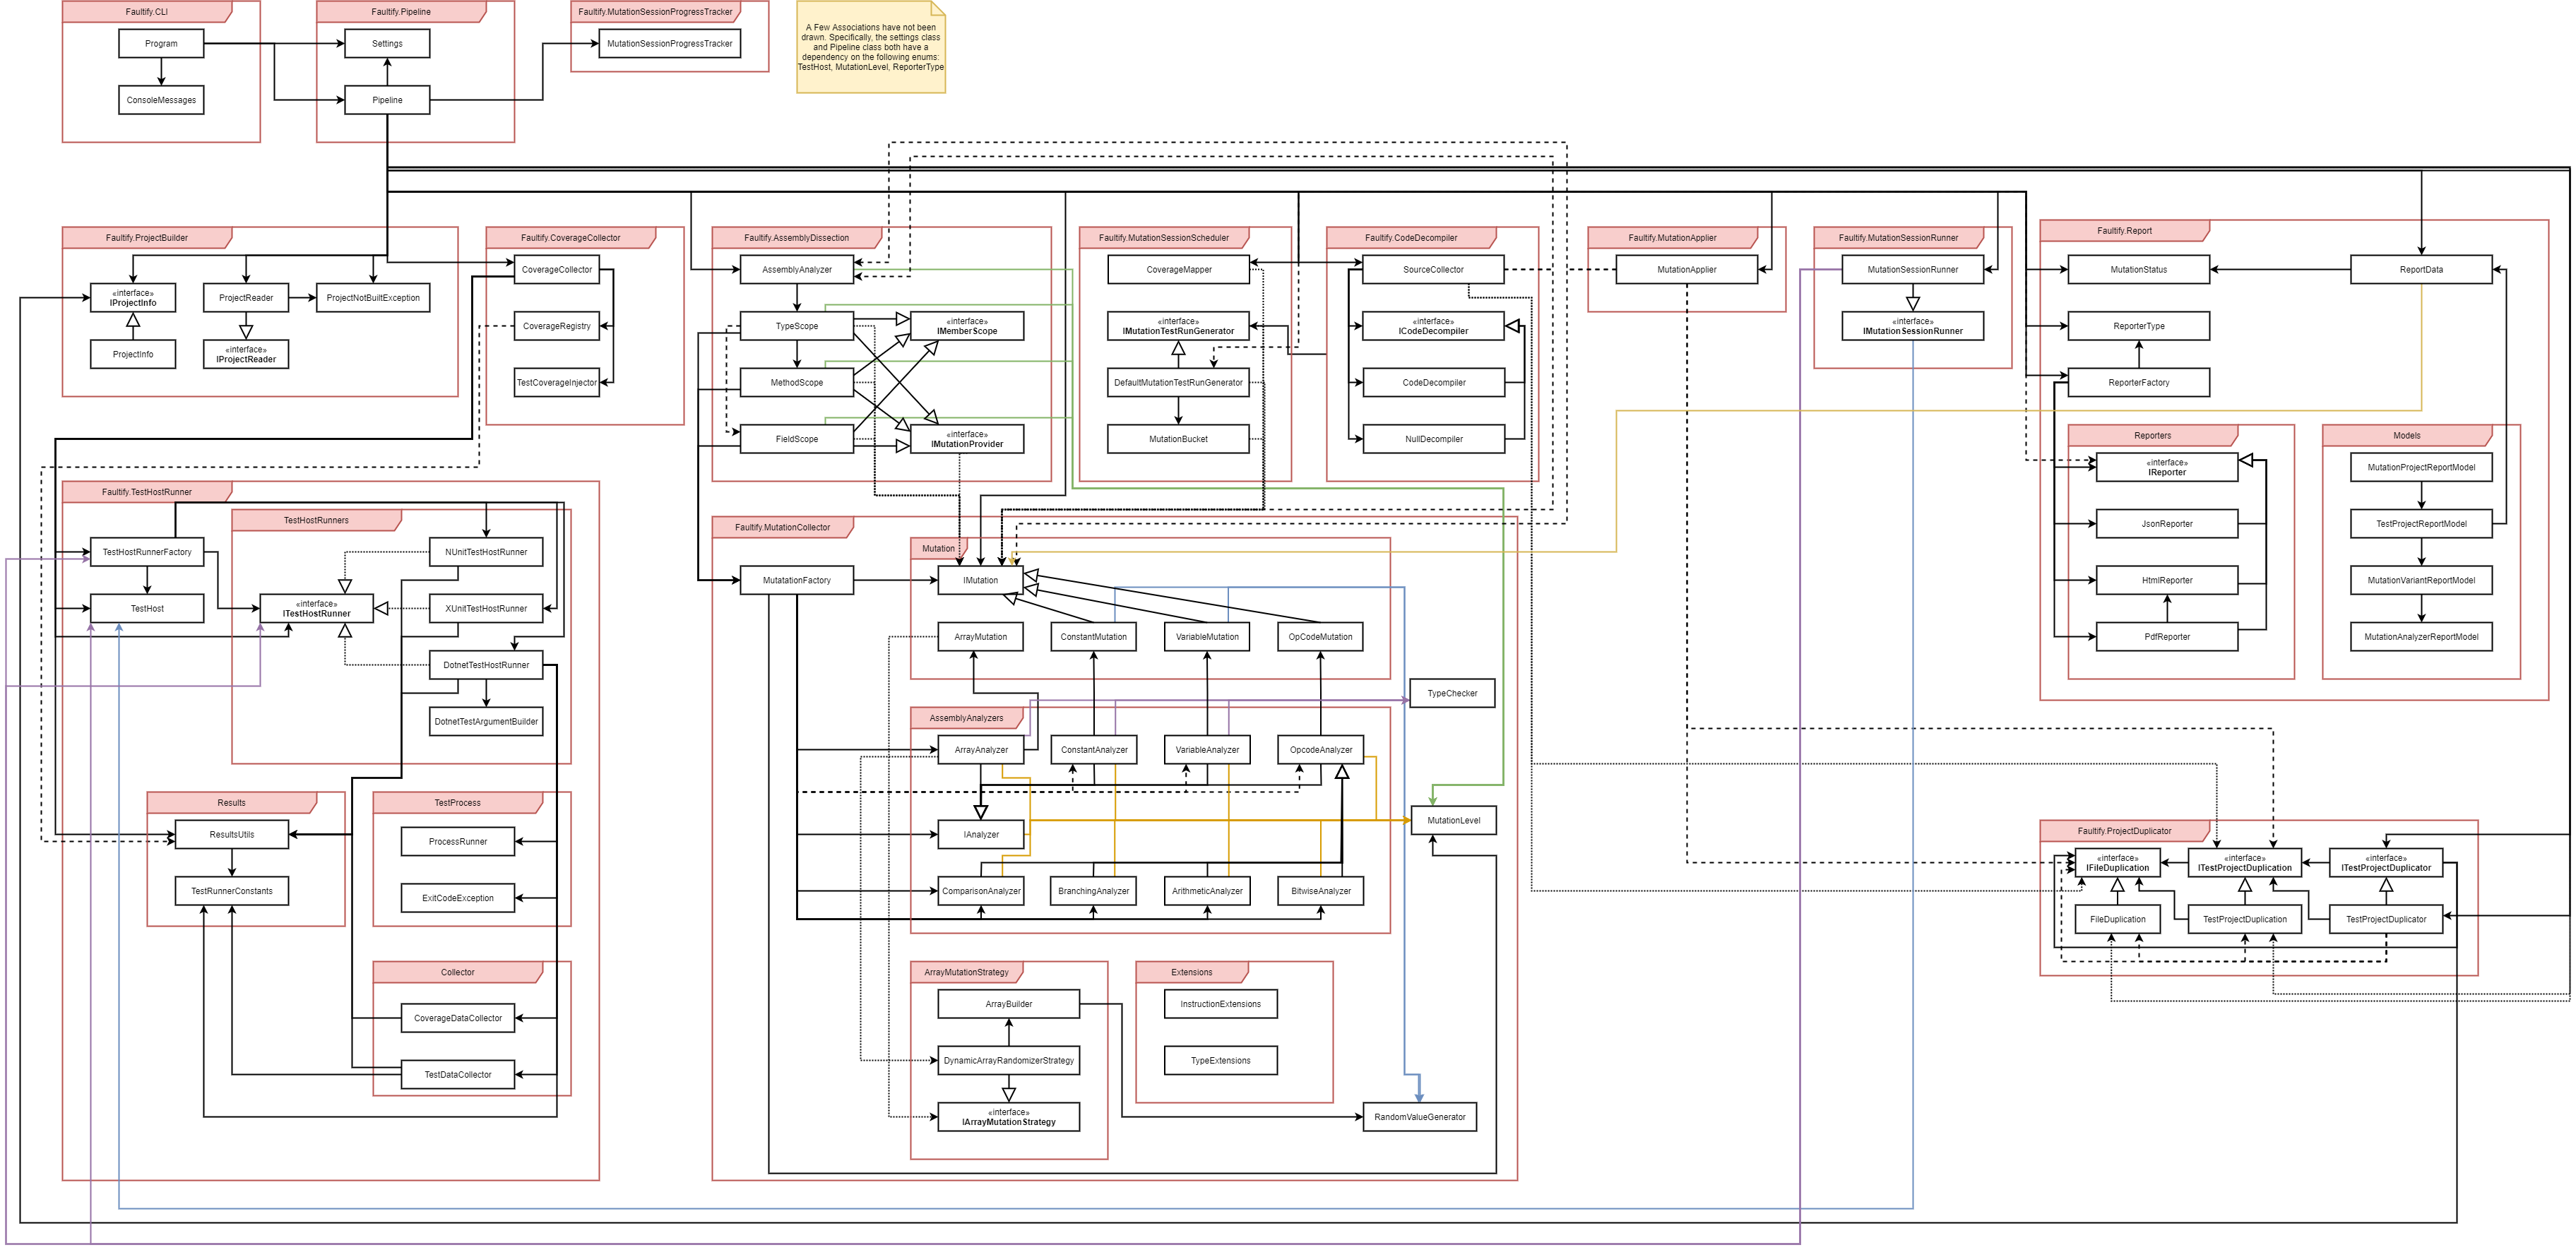 Faultify.CLI
Program
ConsoleMessages
Faultify.Pipeline
Settings
Pipeline
Faultify.MutationSessionProgressTracker
MutationSessionProgressTracker
A Few Associations have not been
drawn. Specifically, the settings class
and Pipeline class both have a
dependency on the following enums:
TestHost, MutationLevel, ReporterType
Faultify.ProjectBuilder
«interface»
IProjectInfo
ProjectReader
ProjectNotBuiltException
ProjectInfo
«interface»
IProjectReader
Faultify.CoverageCollector
CoverageCollector
CoverageRegistry
TestCoverageInjector
Faultify.AssemblyDissection
AssemblyAnalyzer
TypeScope
«interface»
IMemberScope
MethodScope
FieldScope
«interface»
IMutationProvider
Faultify.MutationSessionScheduler
CoverageMapper
«interface»
IMutationTestRunGenerator
DefaultMutationTestRunGenerator
MutationBucket
Faultify.CodeDecompiler
SourceCollector
«interface»
ICodeDecompiler
CodeDecompiler
NullDecompiler
Faultify.MutationApplier
MutationApplier
Faultify.MutationSessionRunner
MutationSessionRunner
«interface»
IMutationSessionRunner
Faultify.Report
MutationStatus
ReportData
ReporterType
ReporterFactory
Reporters
«interface»
IReporter
JsonReporter
HtmlReporter
PdfReporter
Models
MutationProjectReportModel
TestProjectReportModel
MutationVariantReportModel
MutationAnalyzerReportModel
Faultify.TestHostRunner
TestHostRunnerFactory
TestHost
TestHostRunners
NUnitTestHostRunner
«interface»
ITestHostRunner
XUnitTestHostRunner
DotnetTestHostRunner
DotnetTestArgumentBuilder
Results
ResultsUtils
TestRunnerConstants
TestProcess
ProcessRunner
ExitCodeException
Collector
CoverageDataCollector
TestDataCollector
Faultify.MutationCollector
MutatationFactory
Mutation
IMutation
ArrayMutation
ConstantMutation
VariableMutation
OpCodeMutation
TypeChecker
AssemblyAnalyzers
ArrayAnalyzer
ConstantAnalyzer
VariableAnalyzer
OpcodeAnalyzer
IAnalyzer
MutationLevel
ComparisonAnalyzer
BranchingAnalyzer
ArithmeticAnalyzer
BitwiseAnalyzer
ArrayMutationStrategy
ArrayBuilder
DynamicArrayRandomizerStrategy
«interface»
IArrayMutationStrategy
Extensions
InstructionExtensions
TypeExtensions
RandomValueGenerator
Faultify.ProjectDuplicator
«interface»
IFileDuplication
«interface»
ITestProjectDuplication
«interface»
ITestProjectDuplicator
FileDuplication
TestProjectDuplication
TestProjectDuplicator